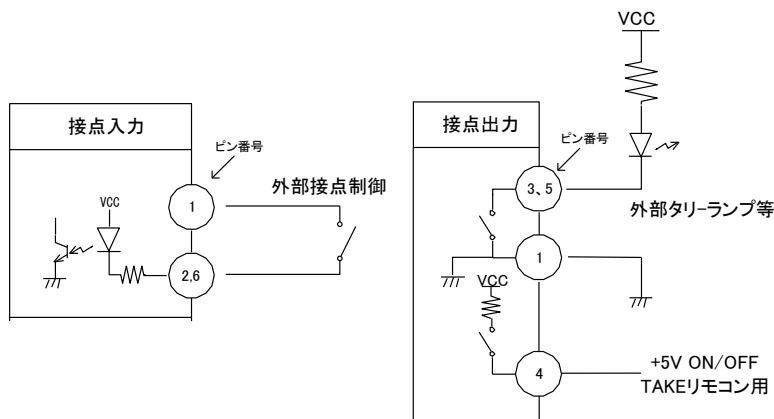 接点入力
ピン番号
1
外部接点制御
VCC
2,6
VCC
接点出力
ピン番号
3、5
外部タリーランプ等
1
VCC
4
+5V ON/OFF
TAKEリモコン用